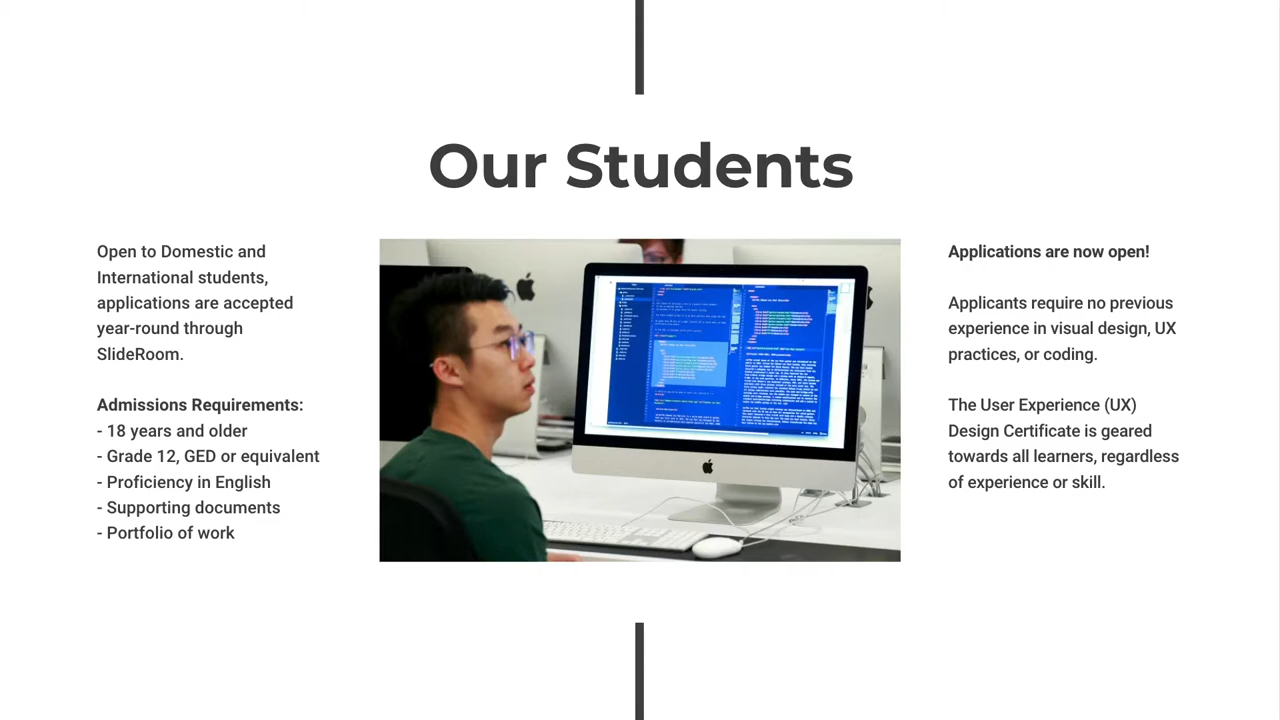 Our Students
Open to Domestic and
International students,
applications are accepted
year-round through
SlideRoom.
Admissions Requirements:
- 18 years and older
- Grade 12, GED or equivalent
- Proficiency in English
- Supporting documents
- Portfolio of work
Applications are now open!
Applicants require no previous
experience in visual design, UX
practices, or coding.
The User Experience (UX)
Design Certificate is geared
towards all learners, regardless
of experience or skill.